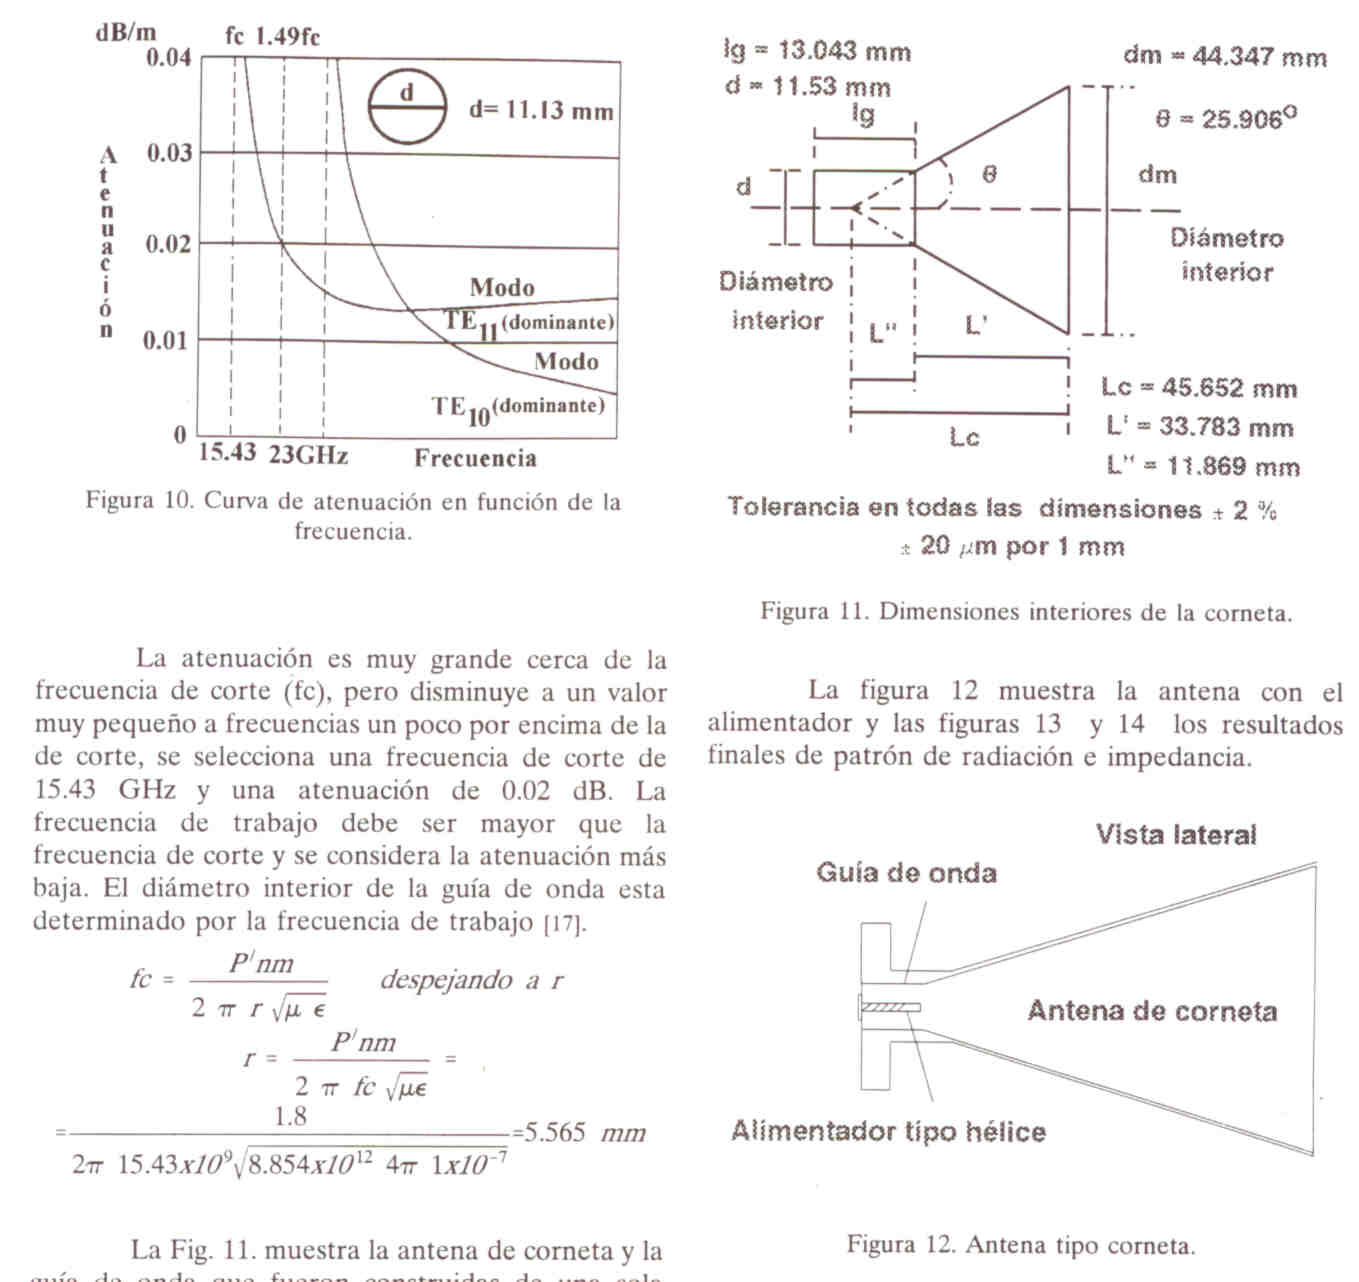 dB/m
fc 1.49fc
0.04
d
d= 11.13 mm
0.03
Atenuación
0.02
Modo
TE11(dominante)
0.01
Modo
TE10(dominante)
0
15.43 23GHz Frecuencia
Figura 10. Curva de atenuación en función de la
frecuencia.
La atenuación es muy grande cerca de la
frecuencia de corte (fc), pero disminuye a un valor
muy pequeño a frecuencias un poco por encima de la
de corte, se selecciona una frecuencia de corte de
15.43 GHz y una atenuación de 0.02 dB. La
frecuencia de trabajo debe ser mayor que la
frecuencia de corte y se considera la atenuación más
baja. El diámetro interior de la guía de onda esta
determinado por la frecuencia de trabajo [17].
fc = P'nm / 2 π r √μ ϵ despejando a r
r = P'nm / 2 π fc √μϵ =
= 1.8 / 2π 15.43x10⁹√8.854x10¹² 4π 1x10⁻⁷ =5.565 mm
La Fig. 11. muestra la antena de corneta y la
guía de onda que fueron construidas de una sola
lg = 13.043 mm
d = 11.53 mm
dm = 44.347 mm
θ = 25.906º
lg
d
θ
dm
Diámetro
interior
Diámetro
interior
L''
L'
Lc
Lc = 45.652 mm
L' = 33.783 mm
L'' = 11.869 mm
Tolerancia en todas las dimensiones ± 2 %
± 20 μm por 1 mm
Figura 11. Dimensiones interiores de la corneta.
La figura 12 muestra la antena con el
alimentador y las figuras 13 y 14 los resultados
finales de patrón de radiación e impedancia.
Vista lateral
Guía de onda
Antena de corneta
Alimentador tipo hélice
Figura 12. Antena tipo corneta.